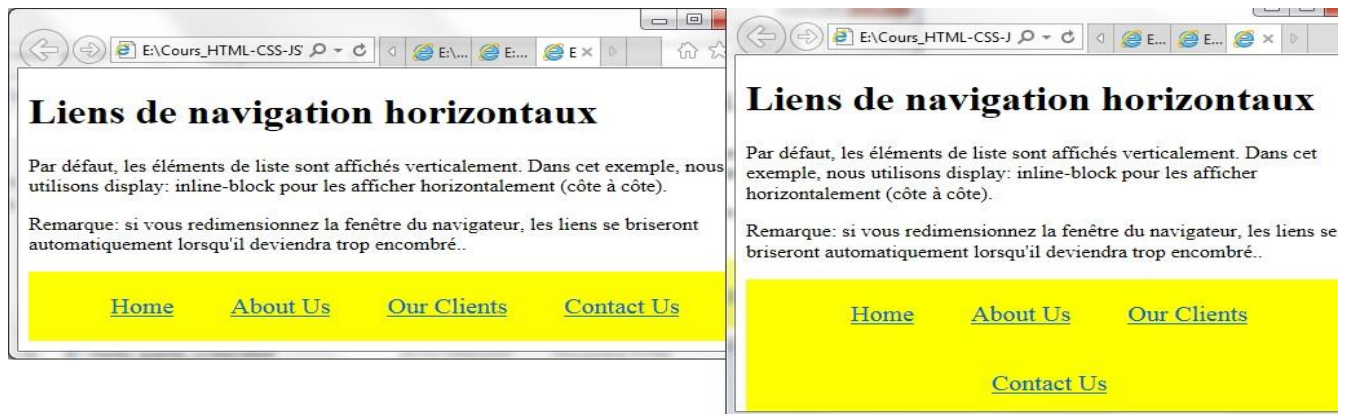 E:\Cours_HTML-CSS-JS
E:\...
E:...
E
Liens de navigation horizontaux
Par défaut, les éléments de liste sont affichés verticalement. Dans cet exemple, nous
utilisons display: inline-block pour les afficher horizontalement (côte à côte).
Remarque: si vous redimensionnez la fenêtre du navigateur, les liens se briseront
automatiquement lorsqu'il deviendra trop encombré..
Home About Us Our Clients Contact Us
E:\Cours_HTML-CSS-J
E...
E...
Liens de navigation horizontaux
Par défaut, les éléments de liste sont affichés verticalement. Dans cet
exemple, nous utilisons display: inline-block pour les afficher
horizontalement (côte à côte).
Remarque: si vous redimensionnez la fenêtre du navigateur, les liens se
briseront automatiquement lorsqu'il deviendra trop encombré..
Home About Us Our Clients
Contact Us